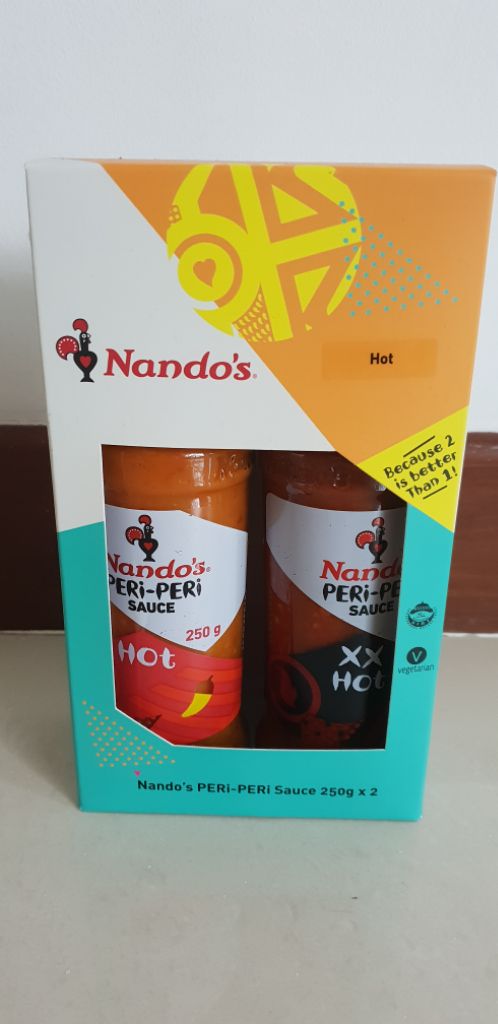 Nando's®
Hot
Because 2
is better
Than 1!
Nando's®
PERi-PERi
SAUCE
250 g
Hot
Nand
PERi-PE
SAUCE
XX
Hot
V
vegetarian
Nando's PERi-PERi Sauce 250g x 2